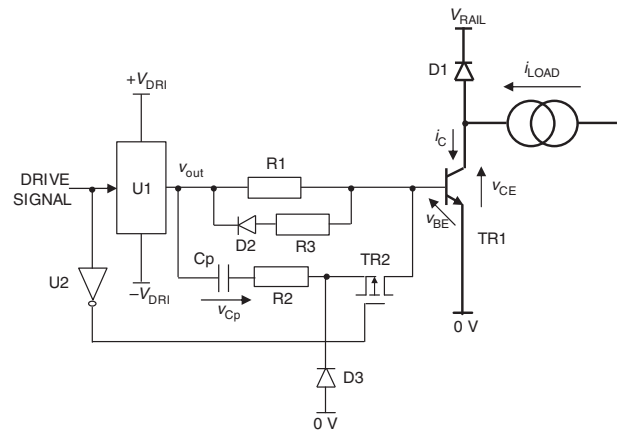 V_RAIL
D1
i_LOAD
+V_DRI
i_C
DRIVE
SIGNAL
U1
v_out
R1
v_CE
v_BE
D2
R3
TR1
U2
−V_DRI
Cp
R2
TR2
v_Cp
0 V
D3
0 V